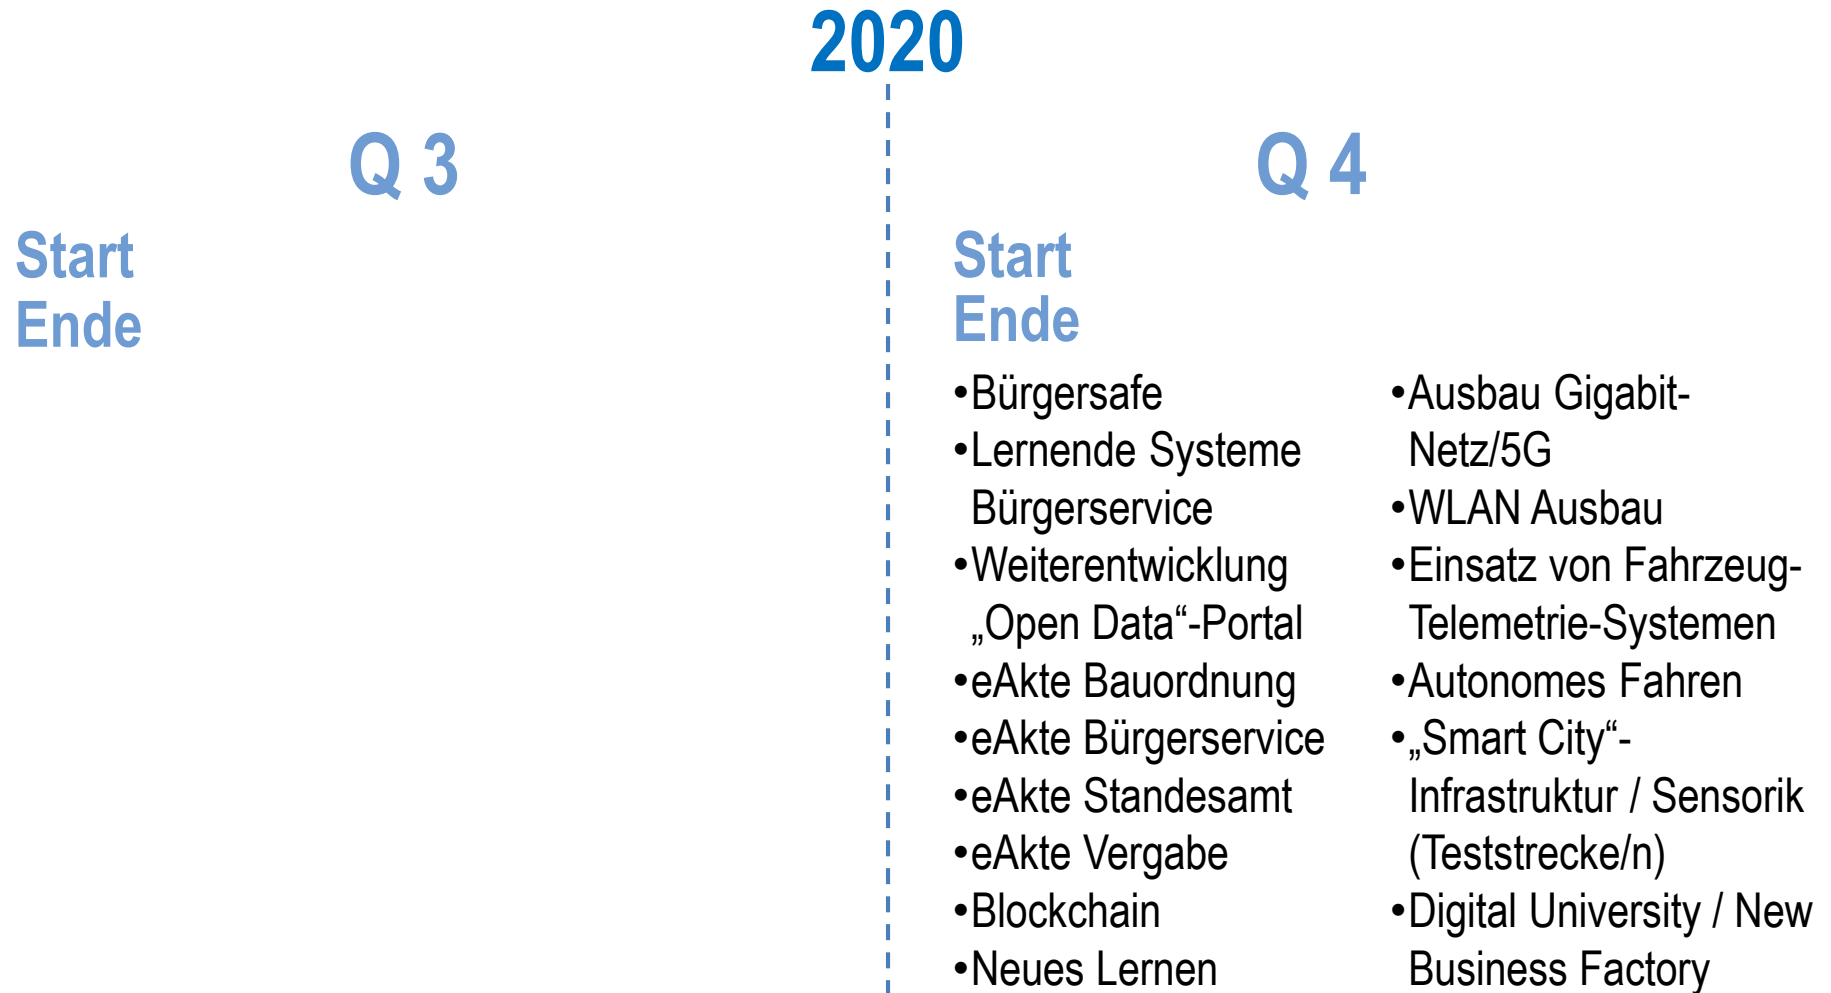 2020
Q 3
Start
Ende
Q 4
Start
Ende
•Bürgersafe
•Lernende Systeme
Bürgerservice
•Weiterentwicklung
„Open Data“-Portal
•eAkte Bauordnung
•eAkte Bürgerservice
•eAkte Standesamt
•eAkte Vergabe
•Blockchain
•Neues Lernen
•Ausbau Gigabit-
Netz/5G
•WLAN Ausbau
•Einsatz von Fahrzeug-
Telemetrie-Systemen
•Autonomes Fahren
•„Smart City“-
Infrastruktur / Sensorik
(Teststrecke/n)
•Digital University / New
Business Factory